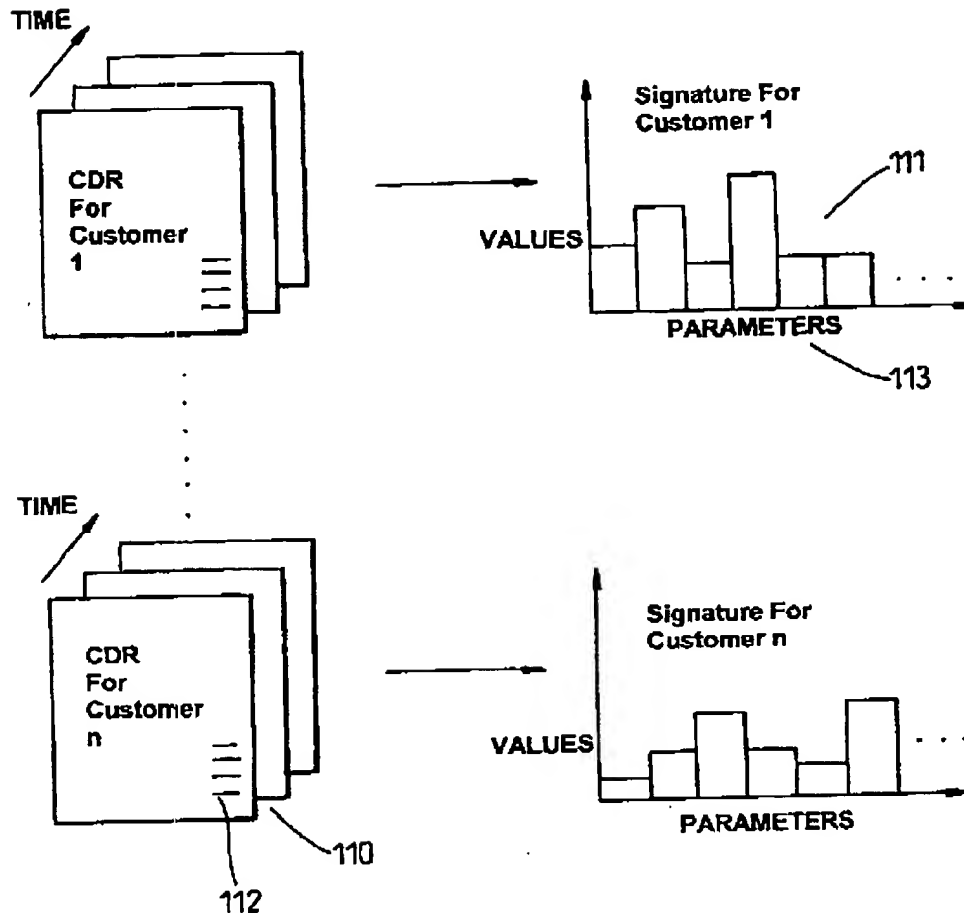 TIME
CDR
For
Customer
1
Signature For
Customer 1
111
VALUES
PARAMETERS
113
TIME
CDR
For
Customer
n
112
110
Signature For
Customer n
VALUES
PARAMETERS